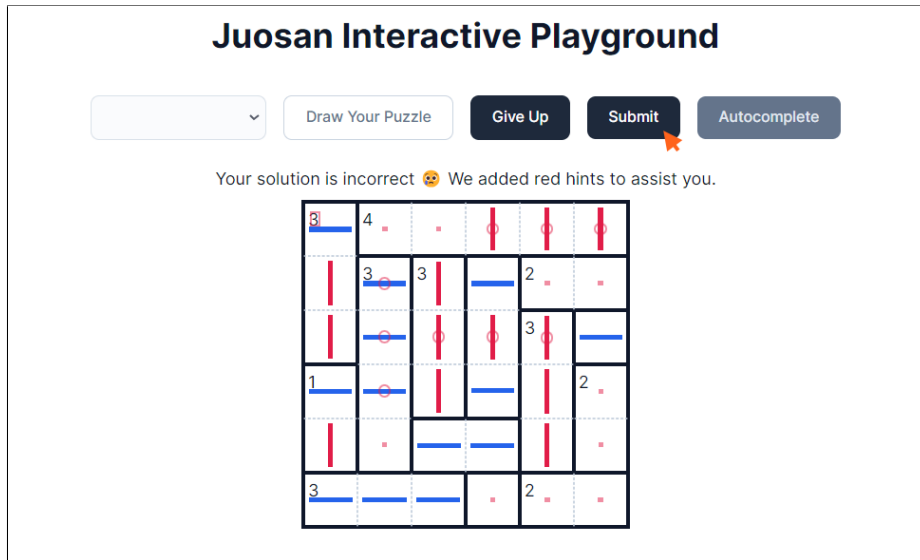 Juosan Interactive Playground
Draw Your Puzzle Give Up Submit Autocomplete
Your solution is incorrect 😥 We added red hints to assist you.
3 4
3 3 2
3
1 2
3 2